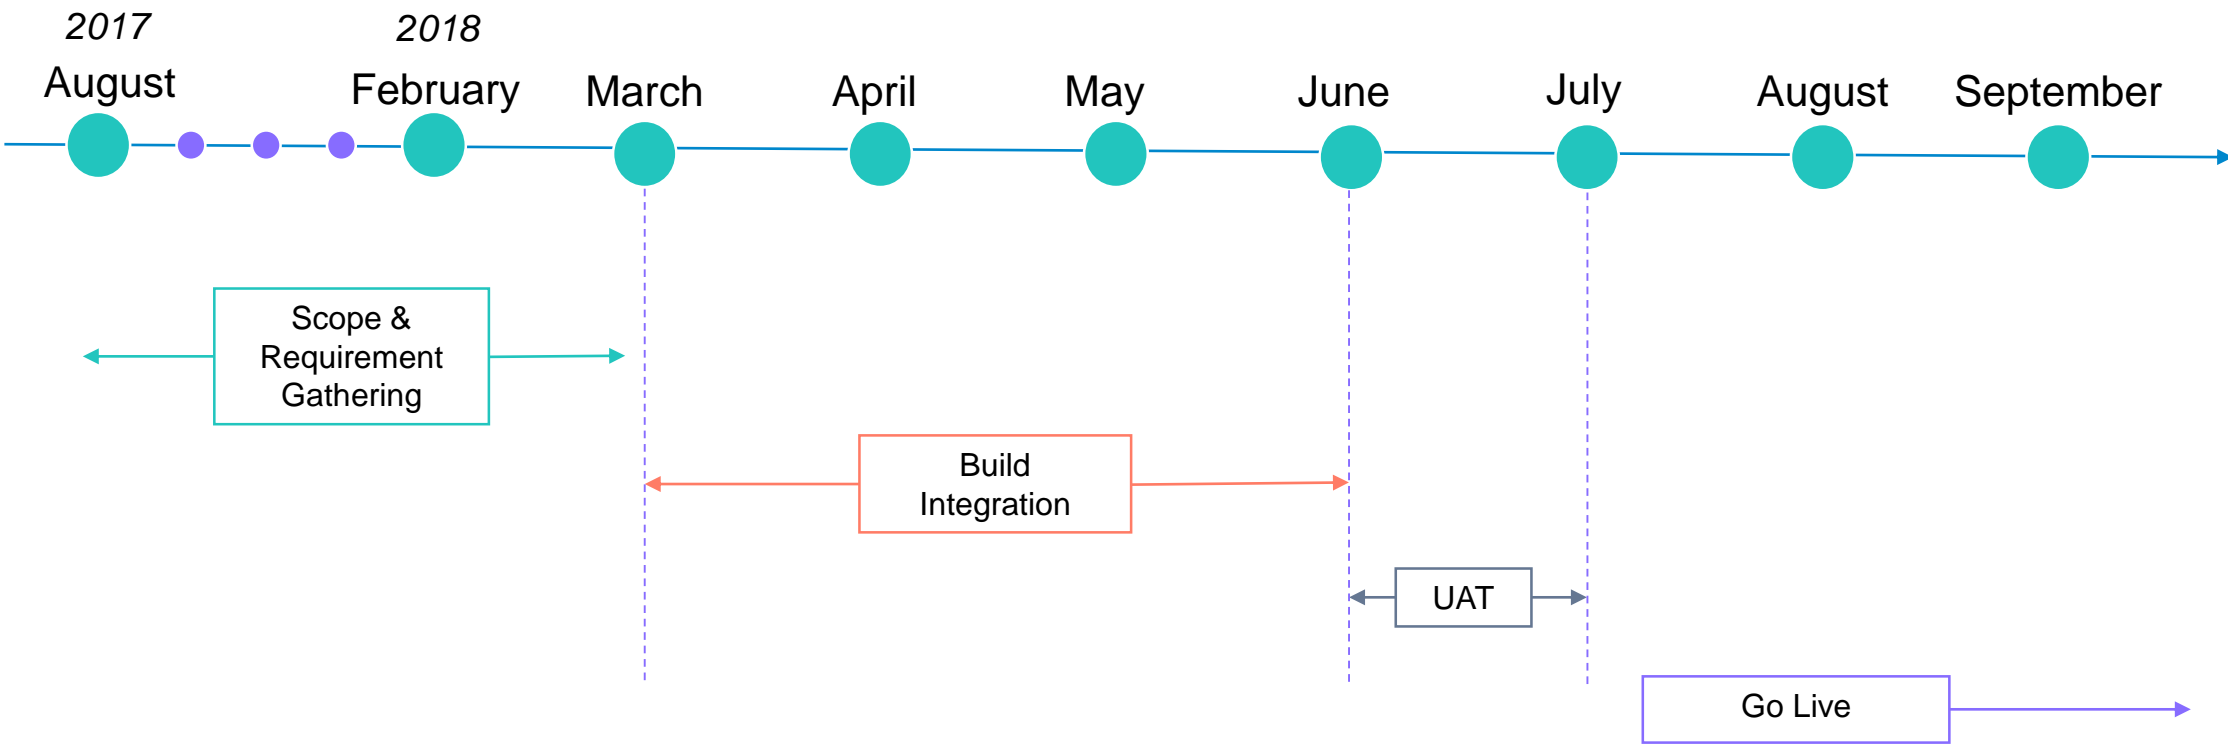 2017
2018
August
February
March
April
May
June
July
August
September
Scope &
Requirement
Gathering
Build
Integration
UAT
Go Live